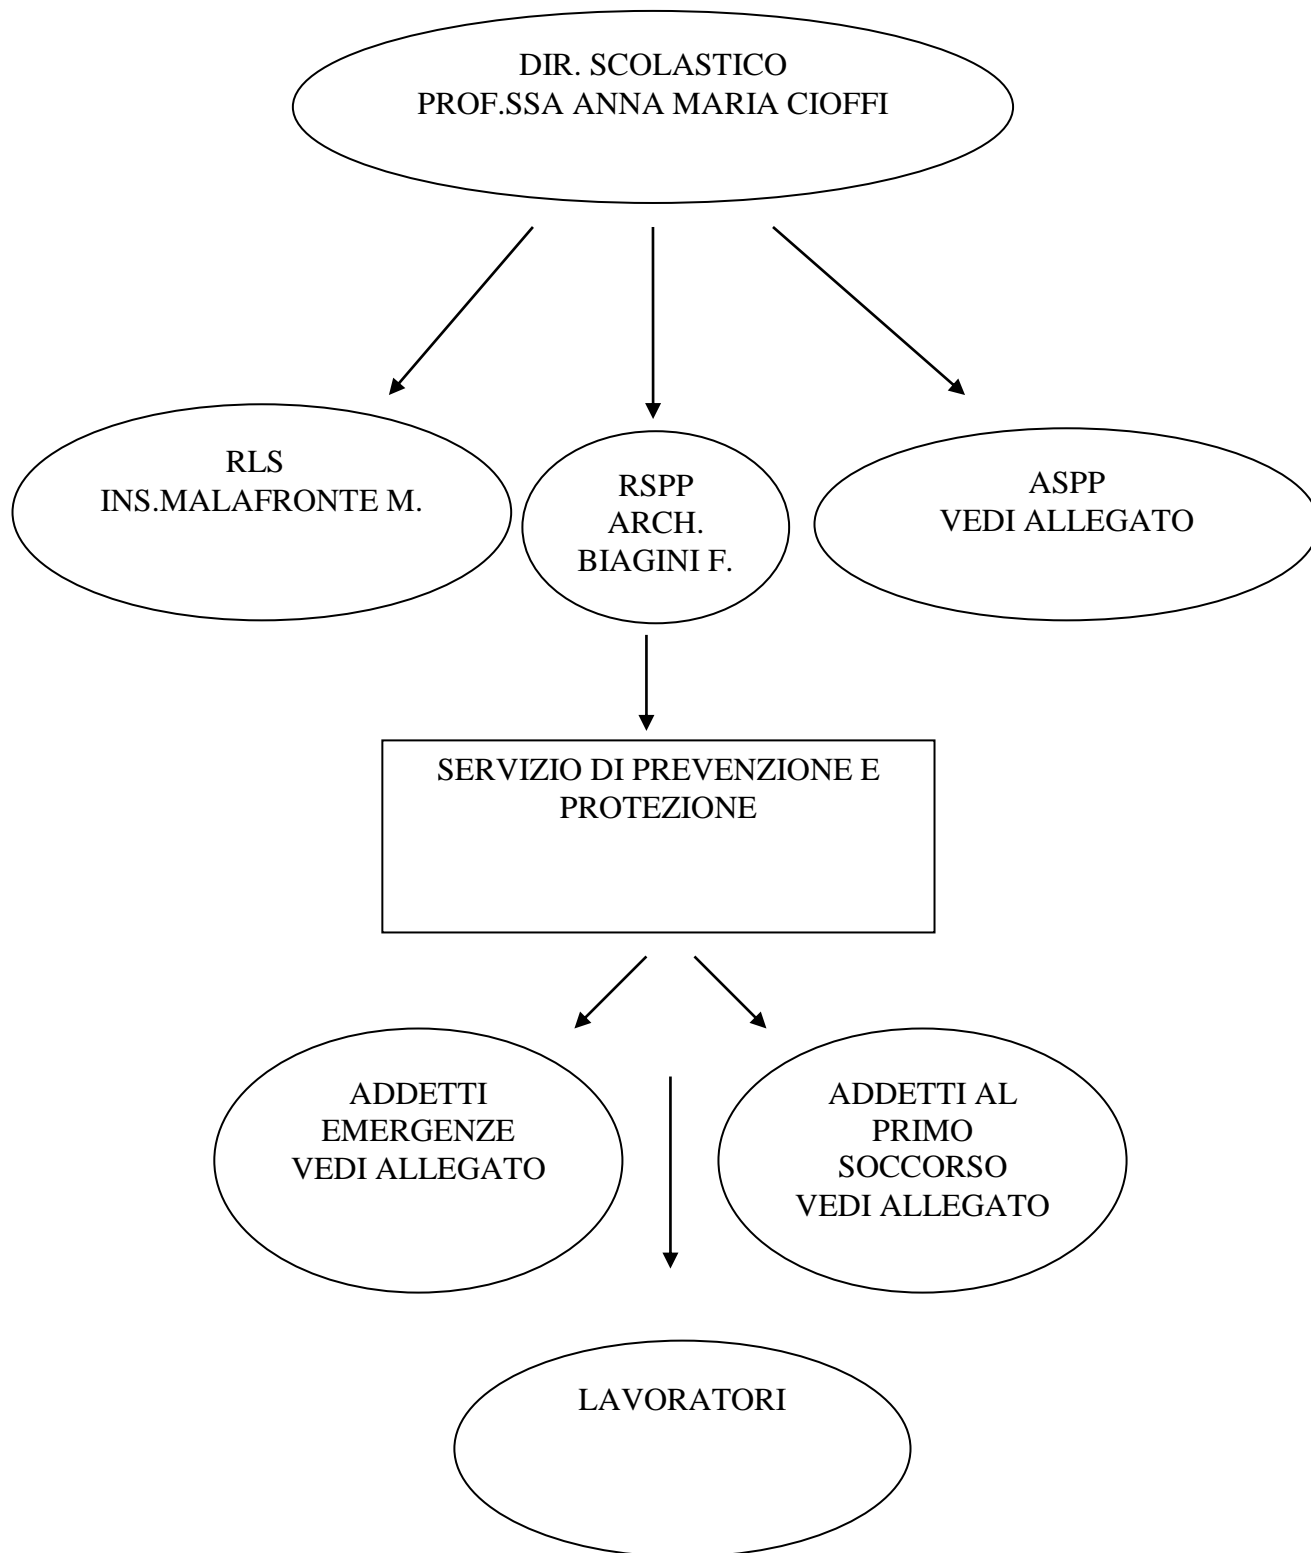 DIR. SCOLASTICO
PROF.SSA ANNA MARIA CIOFFI
RLS
INS.MALAFRONTE M.
RSPP
ARCH.
BIAGINI F.
ASPP
VEDI ALLEGATO
SERVIZIO DI PREVENZIONE E
PROTEZIONE
ADDETTI
EMERGENZE
VEDI ALLEGATO
ADDETTI AL
PRIMO
SOCCORSO
VEDI ALLEGATO
LAVORATORI